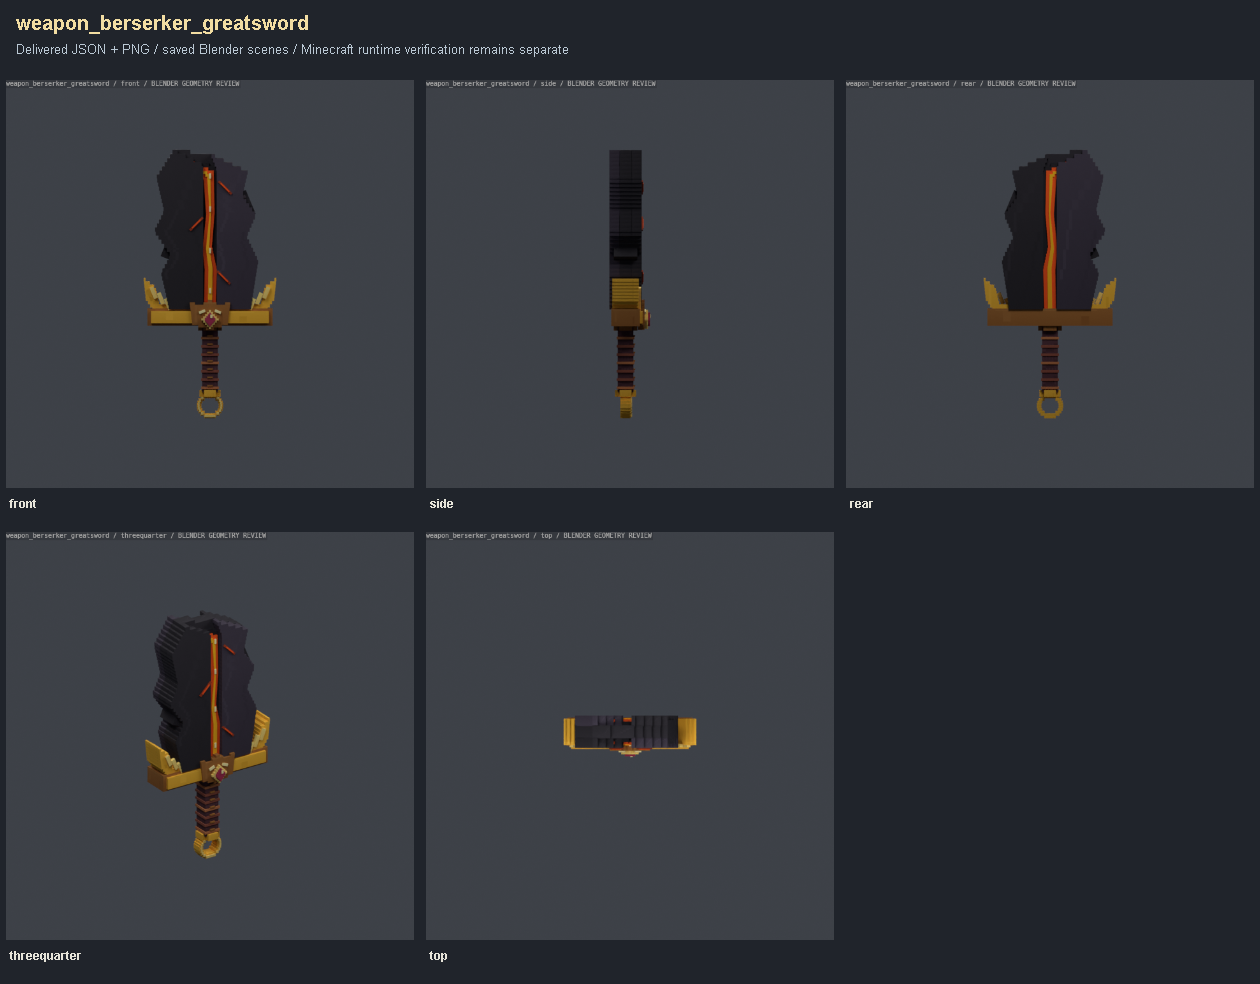 weapon_berserker_greatsword
Delivered JSON + PNG / saved Blender scenes / Minecraft runtime verification remains separate
weapon_berserker_greatsword / front / BLENDER GEOMETRY REVIEW
weapon_berserker_greatsword / side / BLENDER GEOMETRY REVIEW
weapon_berserker_greatsword / rear / BLENDER GEOMETRY REVIEW
front
side
rear
weapon_berserker_greatsword / threequarter / BLENDER GEOMETRY REVIEW
weapon_berserker_greatsword / top / BLENDER GEOMETRY REVIEW
threequarter
top